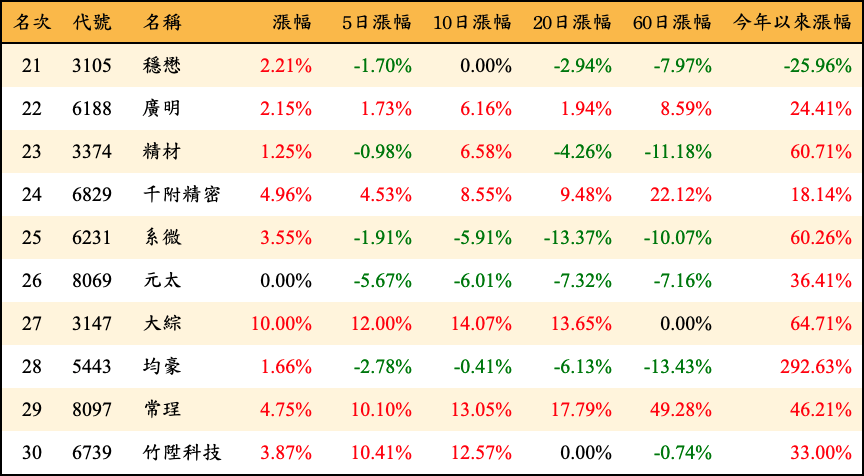 名次 代號 名稱 漲幅 5日漲幅 10日漲幅 20日漲幅 60日漲幅 今年以來漲幅
21 3105 穩懋 2.21% -1.70% 0.00% -2.94% -7.97% -25.96%
22 6188 廣明 2.15% 1.73% 6.16% 1.94% 8.59% 24.41%
23 3374 精材 1.25% -0.98% 6.58% -4.26% -11.18% 60.71%
24 6829 千附精密 4.96% 4.53% 8.55% 9.48% 22.12% 18.14%
25 6231 系微 3.55% -1.91% -5.91% -13.37% -10.07% 60.26%
26 8069 元太 0.00% -5.67% -6.01% -7.32% -7.16% 36.41%
27 3147 大綜 10.00% 12.00% 14.07% 13.65% 0.00% 64.71%
28 5443 均豪 1.66% -2.78% -0.41% -6.13% -13.43% 292.63%
29 8097 常珵 4.75% 10.10% 13.05% 17.79% 49.28% 46.21%
30 6739 竹陞科技 3.87% 10.41% 12.57% 0.00% -0.74% 33.00%